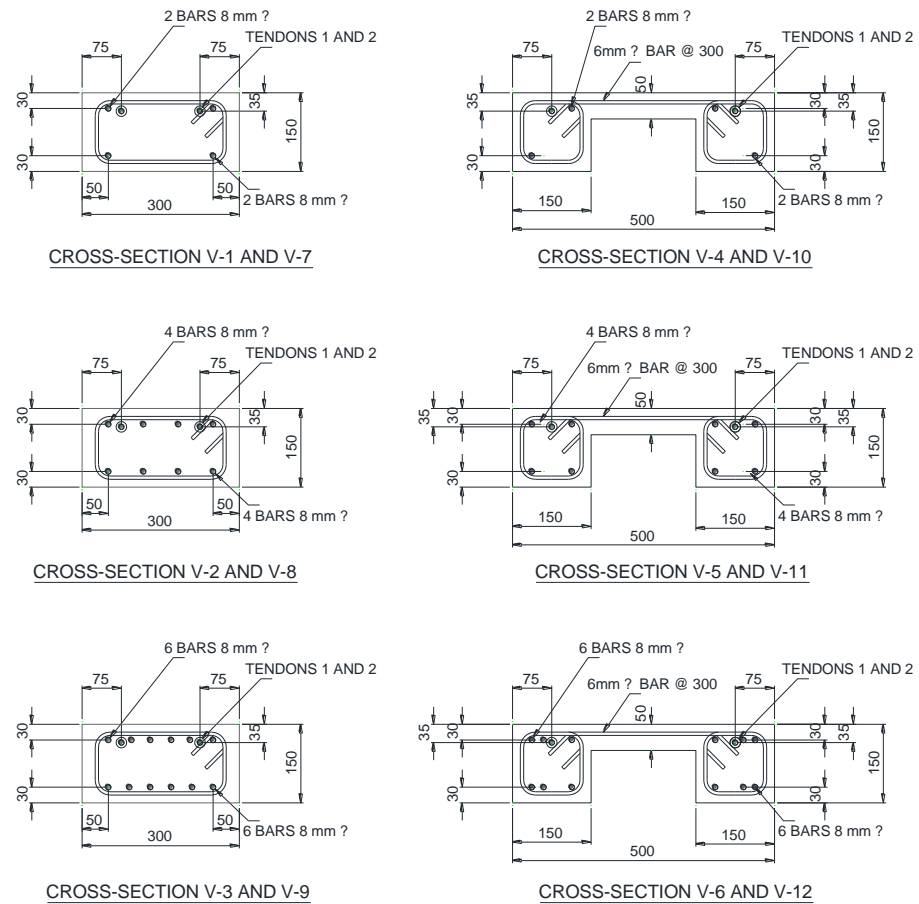 2 BARS 8 mm ?
TENDONS 1 AND 2
75
75
30
35
150
30
50
50
2 BARS 8 mm ?
300
CROSS-SECTION V-1 AND V-7
2 BARS 8 mm ?
TENDONS 1 AND 2
6mm ? BAR @ 300
75
75
50
35
30
35
150
30
30
2 BARS 8 mm ?
150
150
500
CROSS-SECTION V-4 AND V-10
4 BARS 8 mm ?
TENDONS 1 AND 2
75
75
30
35
150
30
50
50
4 BARS 8 mm ?
300
CROSS-SECTION V-2 AND V-8
4 BARS 8 mm ?
TENDONS 1 AND 2
6mm ? BAR @ 300
75
75
50
35
30
30
35
150
30
30
4 BARS 8 mm ?
150
150
500
CROSS-SECTION V-5 AND V-11
6 BARS 8 mm ?
TENDONS 1 AND 2
75
75
30
35
150
30
50
50
6 BARS 8 mm ?
300
CROSS-SECTION V-3 AND V-9
6 BARS 8 mm ?
TENDONS 1 AND 2
6mm ? BAR @ 300
75
75
50
35
30
30
35
150
30
30
6 BARS 8 mm ?
150
150
500
CROSS-SECTION V-6 AND V-12